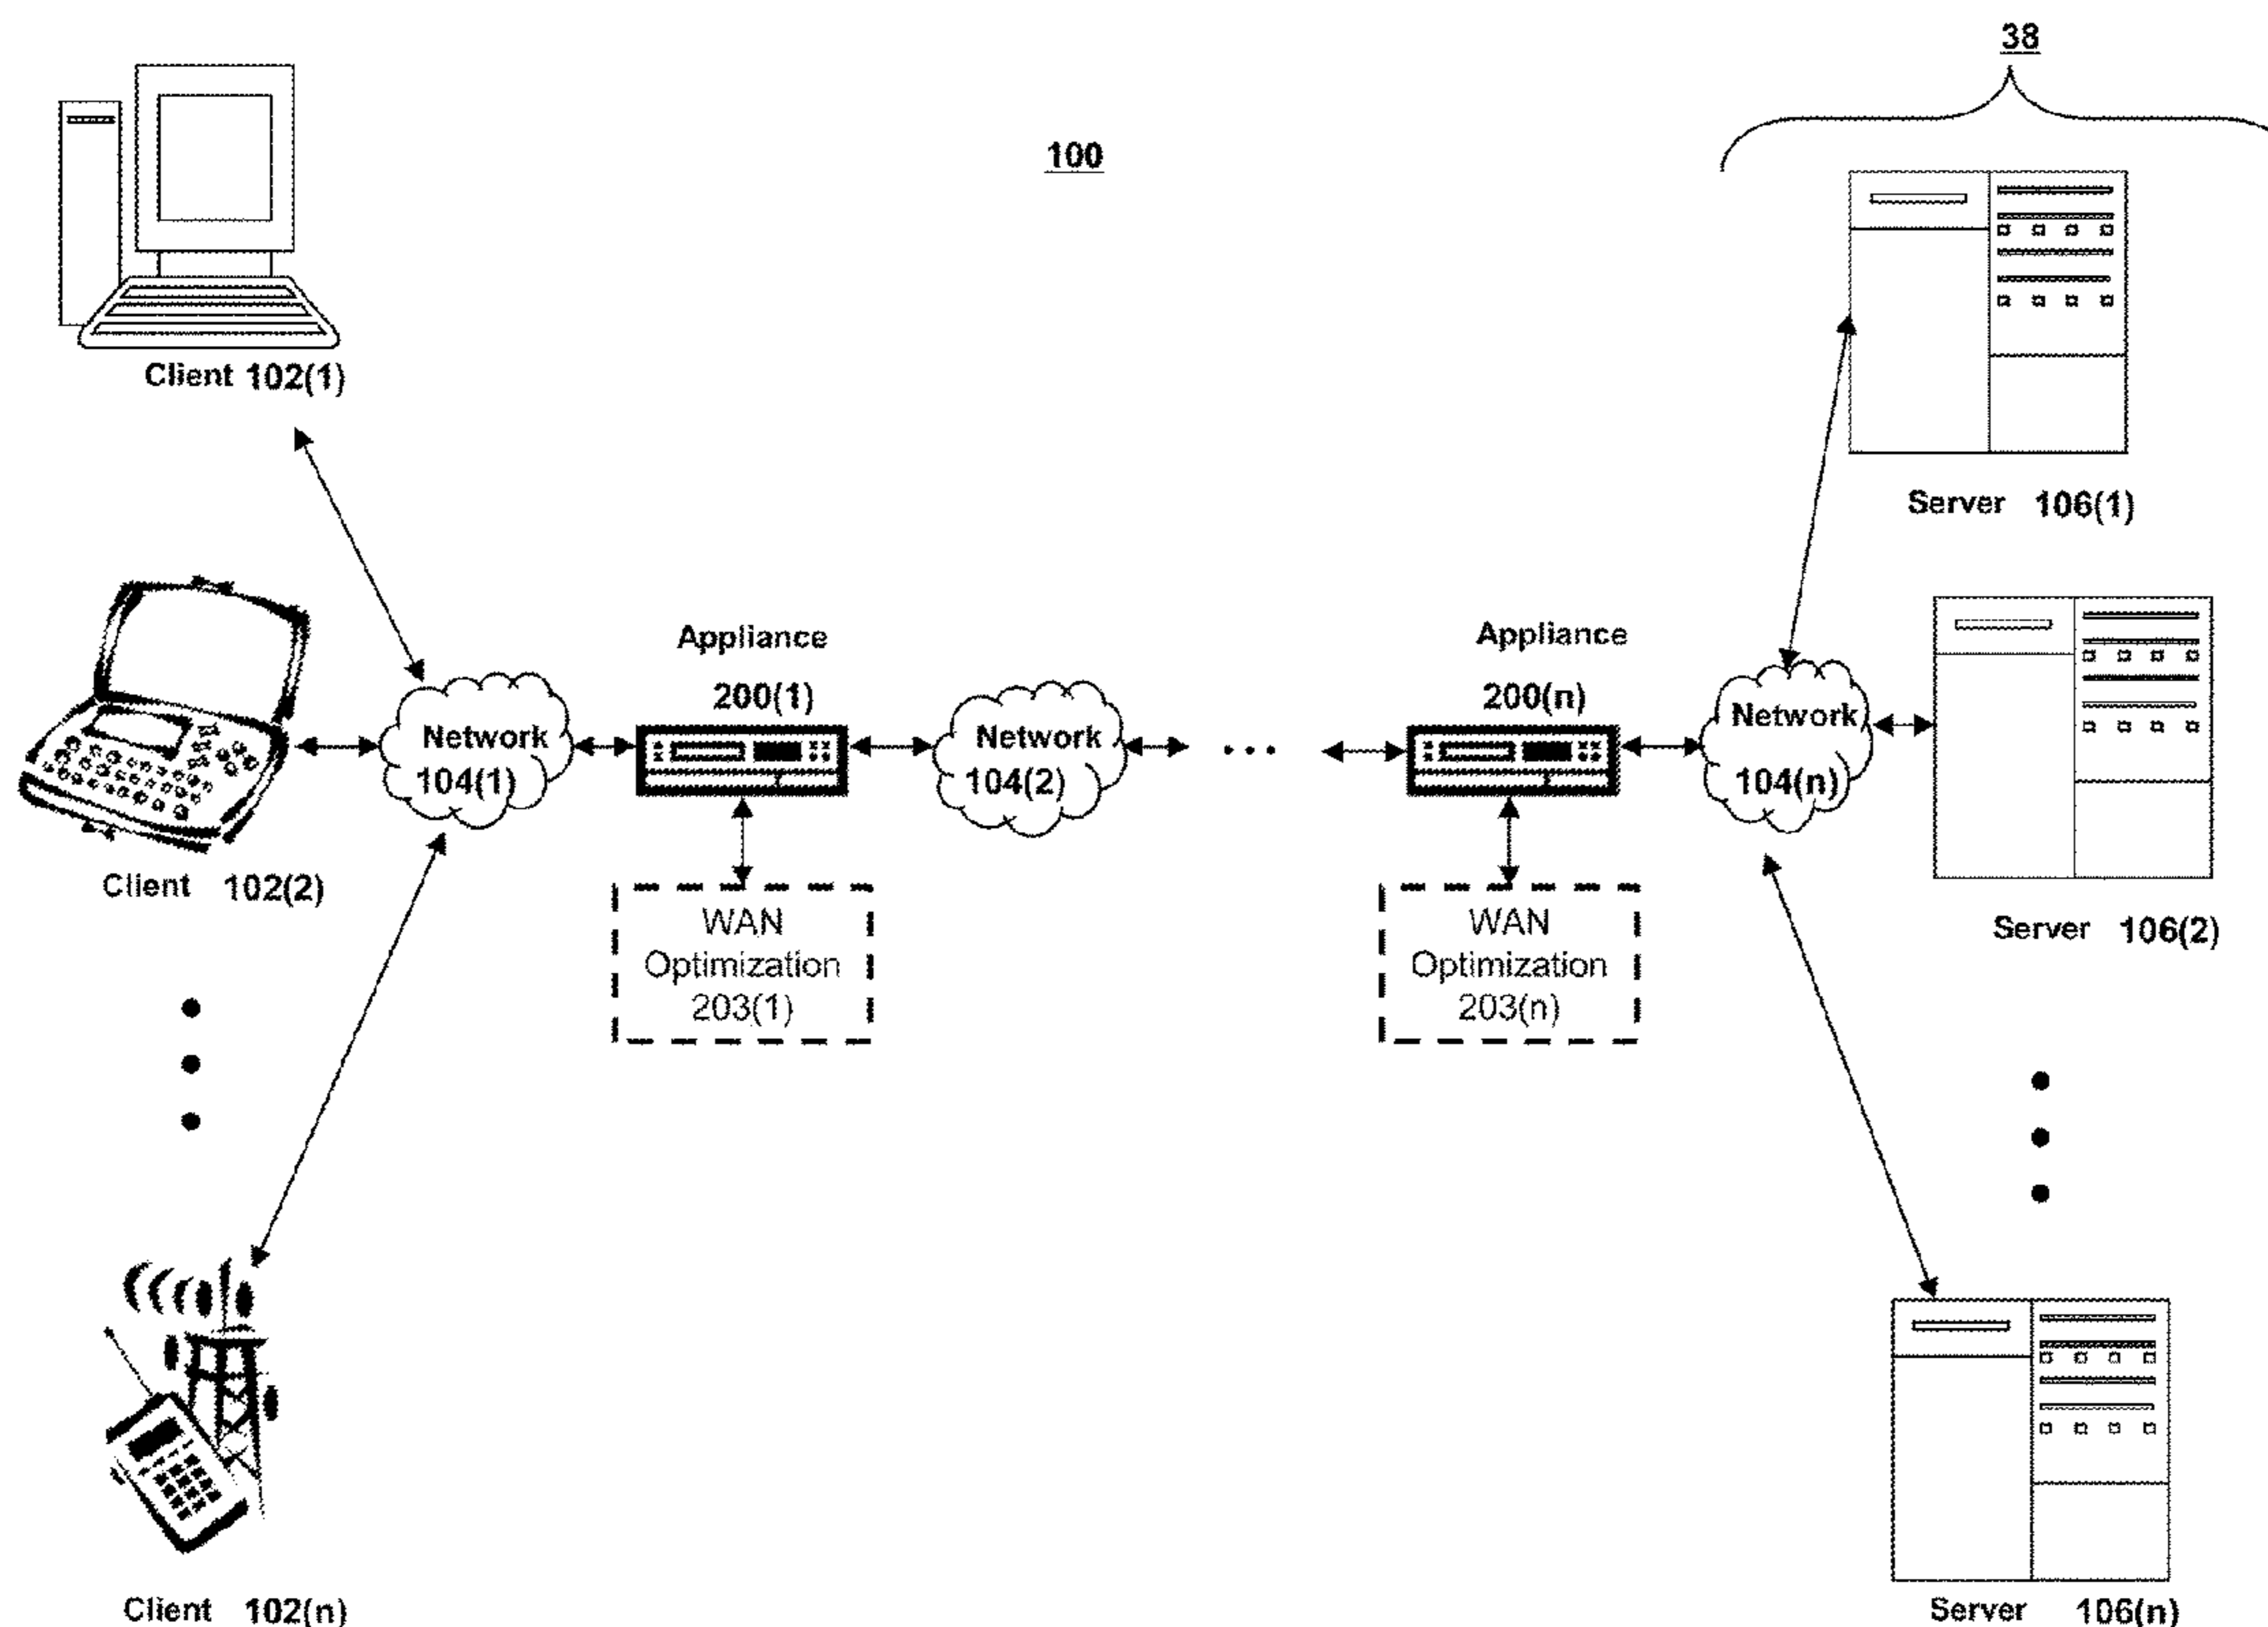 38
100
Client 102(1)
Server 106(1)
Appliance
200(1)
Appliance
200(n)
Network
104(1)
Network
104(2)
...
Network
104(n)
Client 102(2)
WAN
Optimization
203(1)
WAN
Optimization
203(n)
Server 106(2)
Client 102(n)
Server 106(n)